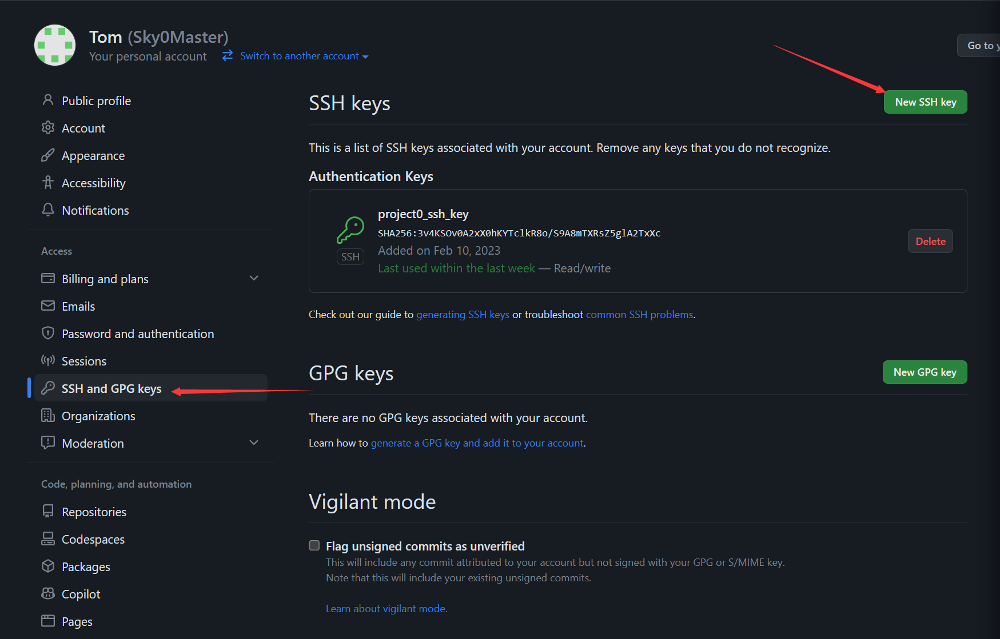 Tom (Sky0Master)
Your personal account
Switch to another account
Go to y
Public profile
Account
Appearance
Accessibility
Notifications
Access
Billing and plans
Emails
Password and authentication
Sessions
SSH and GPG keys
Organizations
Moderation
Code, planning, and automation
Repositories
Codespaces
Packages
Copilot
Pages
SSH keys
New SSH key
This is a list of SSH keys associated with your account. Remove any keys that you do not recognize.
Authentication Keys
project0_ssh_key
SHA256:3v4KSOv0A2xX0hKYTclkR8o/S9A8mTXRsZ5glA2TxXc
Added on Feb 10, 2023
Last used within the last week — Read/write
SSH
Delete
Check out our guide to generating SSH keys or troubleshoot common SSH problems.
GPG keys
New GPG key
There are no GPG keys associated with your account.
Learn how to generate a GPG key and add it to your account.
Vigilant mode
Flag unsigned commits as unverified
This will include any commit attributed to your account but not signed with your GPG or S/MIME key.
Note that this will include your existing unsigned commits.
Learn about vigilant mode.